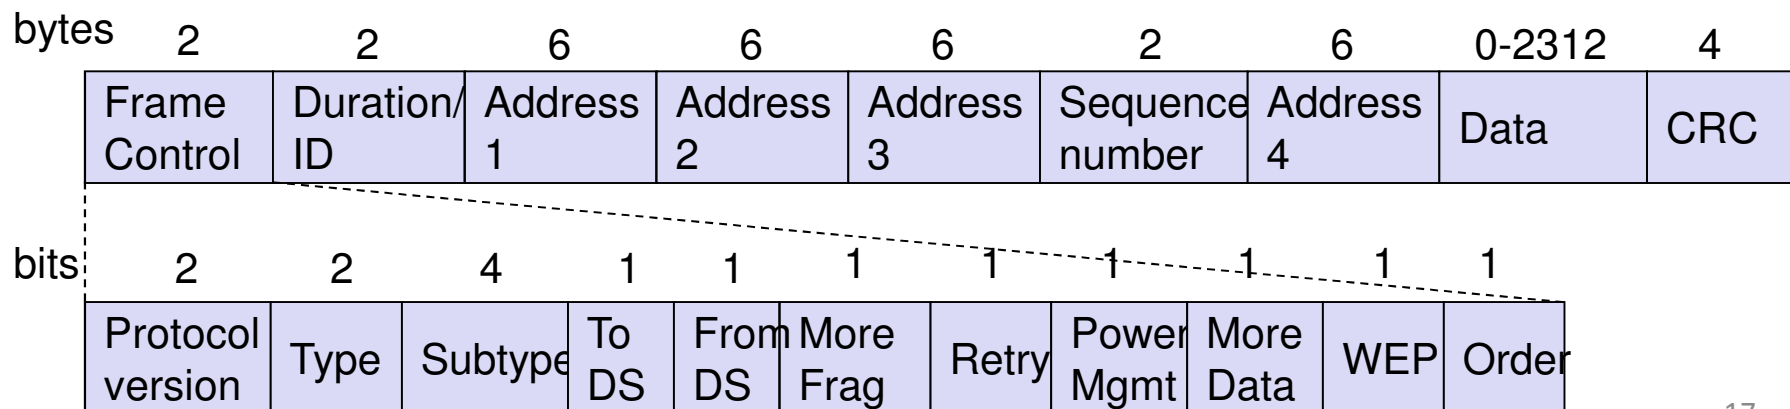 bytes 2 2 6 6 6 2 6 0-2312 4
Frame Control Duration/ ID Address 1 Address 2 Address 3 Sequence number Address 4 Data CRC
bits 2 2 4 1 1 1 1 1 1 1 1
Protocol version Type Subtype To DS From DS More Frag Retry Power Mgmt More Data WEP Order
17